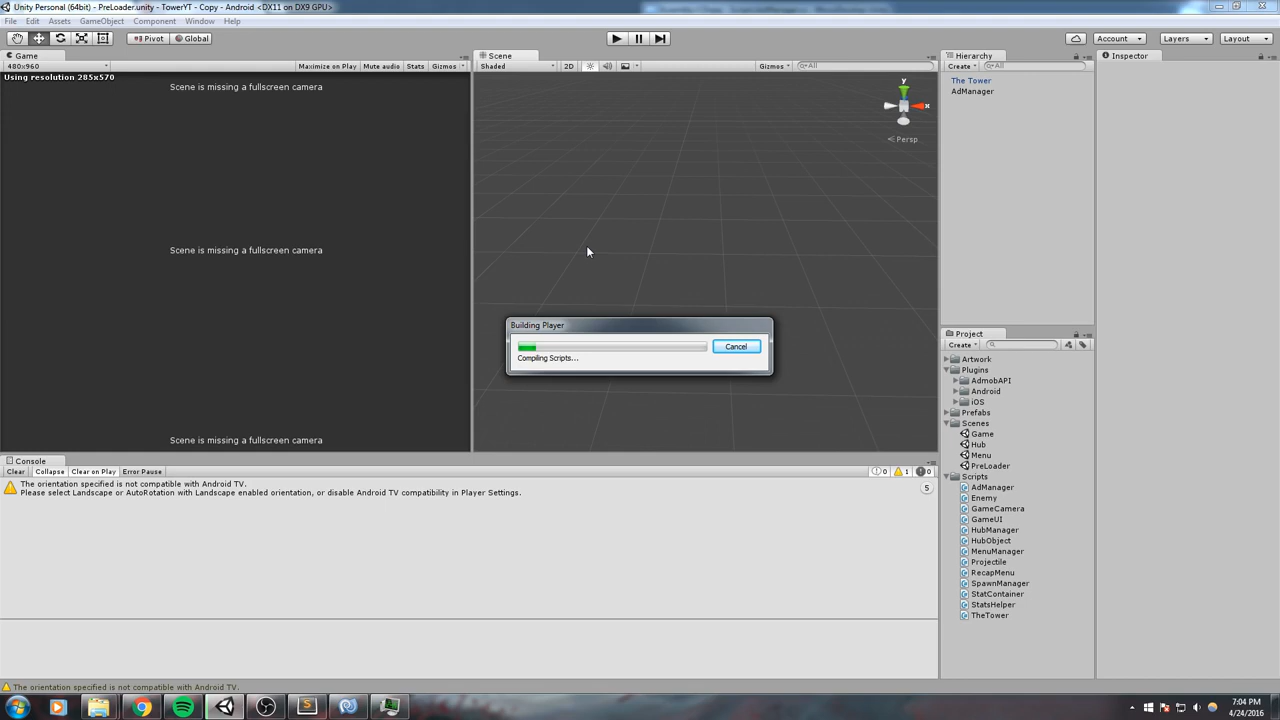 Unity Personal (64bit) - PreLoader.unity - TowerYT - Copy - Android <DX11 on DX9 GPU>
File Edit Assets GameObject Component Window Help
Pivot Global Account Layers Layout
Game
480x960 Maximize on Play Mute audio Stats Gizmos
Using resolution 285x570
Scene is missing a fullscreen camera
Scene is missing a fullscreen camera
Scene is missing a fullscreen camera
Scene
Shaded 2D Gizmos All
y
x
Persp
Hierarchy
Create All
The Tower
AdManager
Inspector
Building Player
Cancel
Compiling Scripts...
Project
Create
Artwork
Plugins
AdmobAPI
Android
iOS
Prefabs
Scenes
Game
Hub
Menu
PreLoader
Scripts
AdManager
Enemy
GameCamera
GameUI
HubManager
HubObject
MenuManager
Projectile
RecapMenu
SpawnManager
StatContainer
StatsHelper
TheTower
Console
Clear Collapse Clear on Play Error Pause 0 1 0
The orientation specified is not compatible with Android TV.
Please select Landscape or AutoRotation with Landscape enabled orientation, or disable Android TV compatibility in Player Settings.
5
The orientation specified is not compatible with Android TV.
7:04 PM
4/24/2016